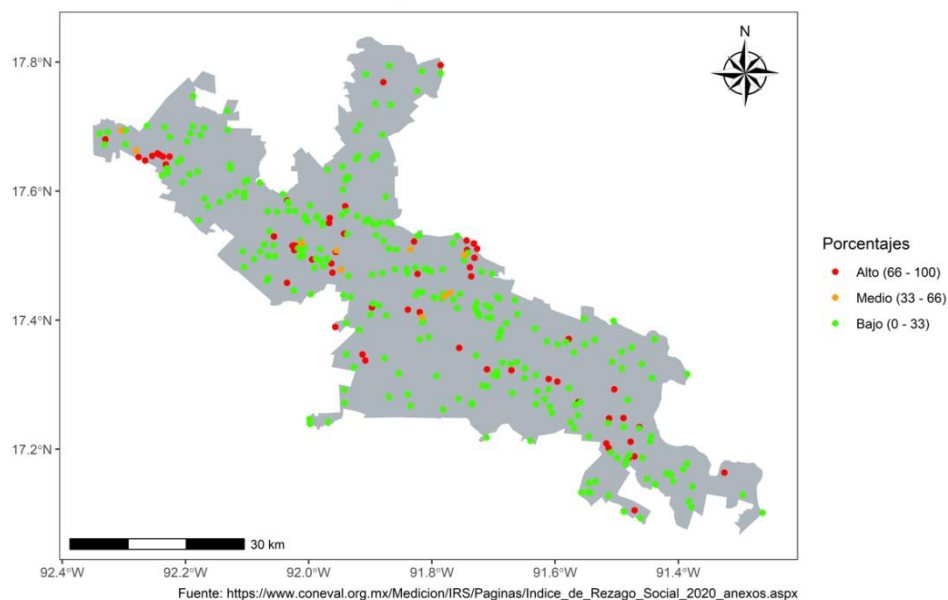 N
17.8°N
17.6°N
17.4°N
17.2°N
Porcentajes
Alto (66 - 100)
Medio (33 - 66)
Bajo (0 - 33)
30 km
92.4°W 92.2°W 92.0°W 91.8°W 91.6°W 91.4°W
Fuente: https://www.coneval.org.mx/Medicion/IRS/Paginas/Indice_de_Rezago_Social_2020_anexos.aspx